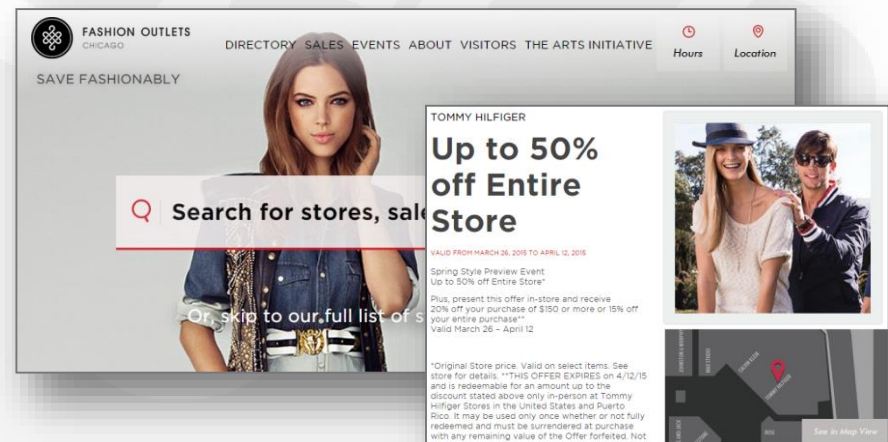 FASHION OUTLETS
CHICAGO
DIRECTORY SALES EVENTS ABOUT VISITORS THE ARTS INITIATIVE
Hours
Location
SAVE FASHIONABLY
Search for stores, sale
Or, skip to our full list of s
TOMMY HILFIGER
Up to 50%
off Entire
Store
VALID FROM MARCH 26, 2015 TO APRIL 12, 2015
Spring Style Preview Event
Up to 50% off Entire Store*
Plus, present this offer in-store and receive
20% off your purchase of $150 or more or 15% off
your entire purchase**
Valid March 26 – April 12
*Original Store price. Valid on select items. See
store for details. **THIS OFFER EXPIRES on 4/12/15
and is redeemable for an amount up to the
discount stated above only in-person at Tommy
Hilfiger Stores in the United States and Puerto
Rico. It may be used only once whether or not fully
redeemed and must be surrendered at purchase
with any remaining value of the Offer forfeited. Not
TOMMY HILFIGER
See in Map View